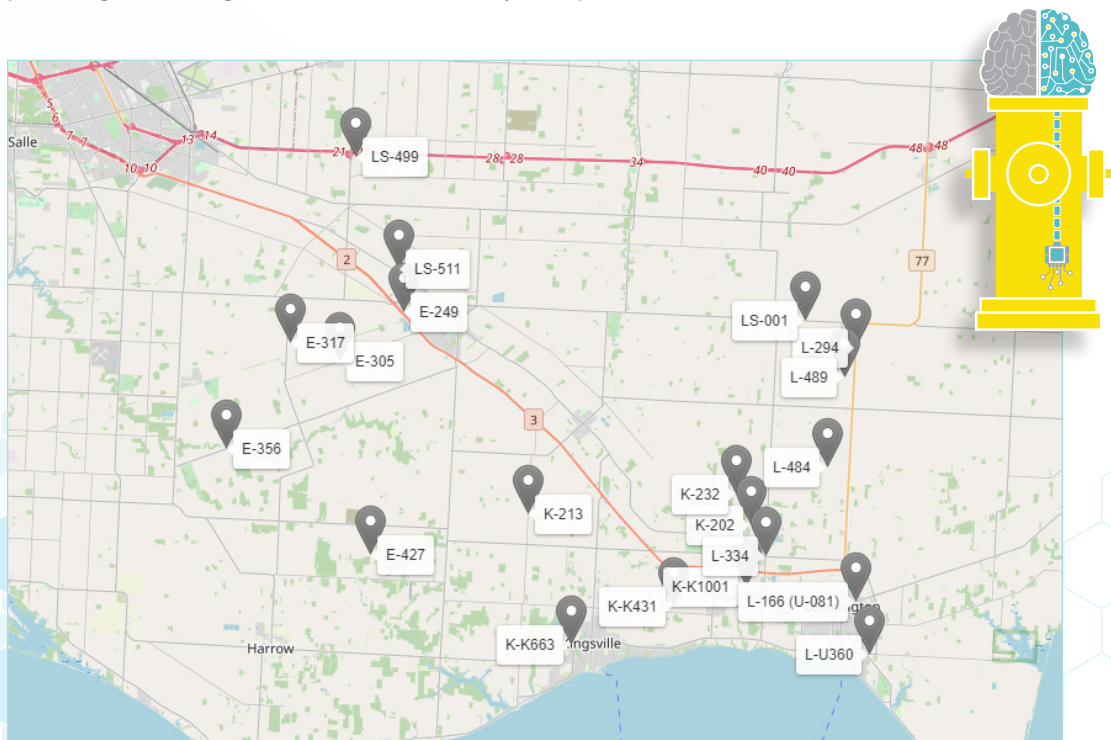 5
6
7 7
Salle
10 10
13 14
21
LS-499
28 28
34
40 40
48 48
2
LS-511
77
E-249
LS-001
E-317
L-294
E-305
L-489
3
E-356
L-484
K-232
K-213
K-202
E-427
L-334
K-K1001
K-K431
L-166 (U-081)
K-K663
Harrow
L-U360